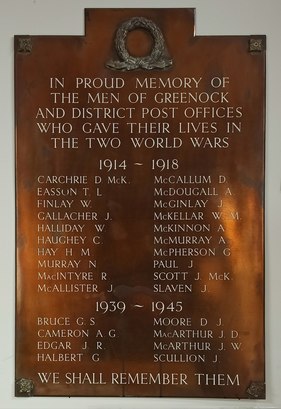 IN PROUD MEMORY OF
THE MEN OF GREENOCK
AND DISTRICT POST OFFICES
WHO GAVE THEIR LIVES IN
THE TWO WORLD WARS
1914 ~ 1918
CARCHRIE D McK. McCALLUM D.
EASSON T. L. McDOUGALL A.
FINLAY W. McGINLAY J.
GALLACHER J. McKELLAR W. M.
HALLIDAY W. McKINNON A.
HAUGHEY C. McMURRAY A.
HAY H. M. McPHERSON G.
MURRAY N. PAUL J.
MacINTYRE R. SCOTT J. McK.
McALLISTER J. SLAVEN J.
1939 ~ 1945
BRUCE G. S. MOORE D. J.
CAMERON A. G. MacARTHUR J. D.
EDGAR J. R. McARTHUR J. W.
HALBERT G. SCULLION J.
WE SHALL REMEMBER THEM